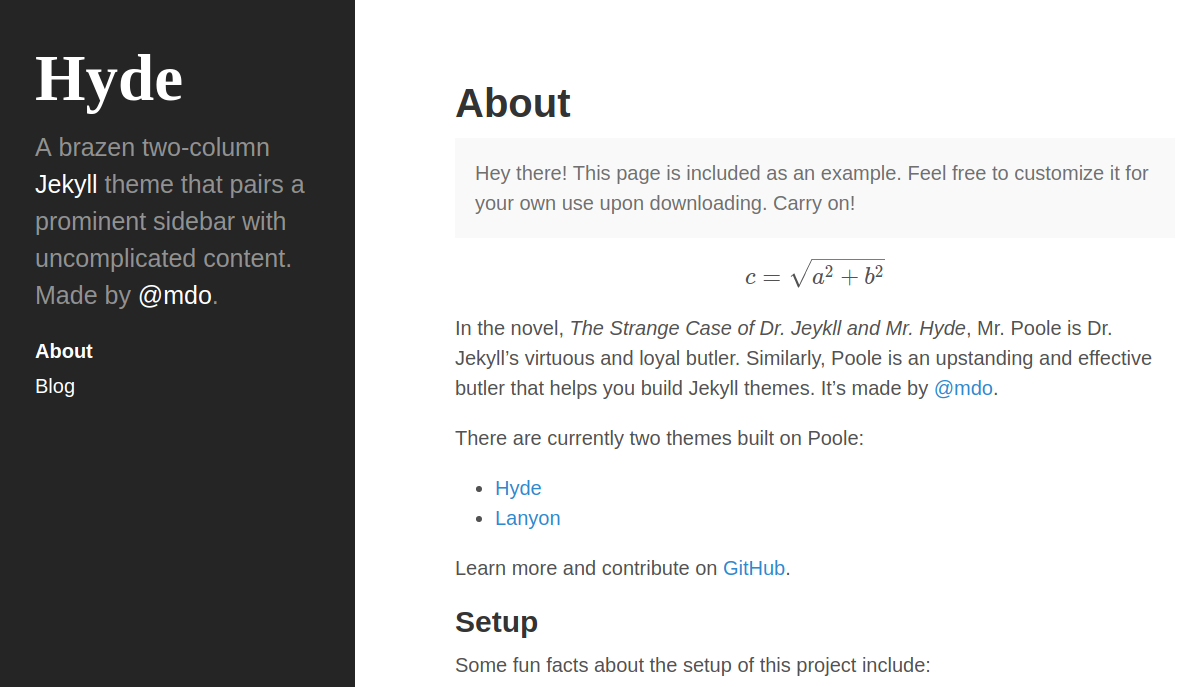 Hyde
A brazen two-column
Jekyll theme that pairs a
prominent sidebar with
uncomplicated content.
Made by @mdo.
About
Blog
About
Hey there! This page is included as an example. Feel free to customize it for
your own use upon downloading. Carry on!
c = √(a² + b²)
In the novel, The Strange Case of Dr. Jeykll and Mr. Hyde, Mr. Poole is Dr.
Jekyll’s virtuous and loyal butler. Similarly, Poole is an upstanding and effective
butler that helps you build Jekyll themes. It’s made by @mdo.
There are currently two themes built on Poole:
• Hyde
• Lanyon
Learn more and contribute on GitHub.
Setup
Some fun facts about the setup of this project include: